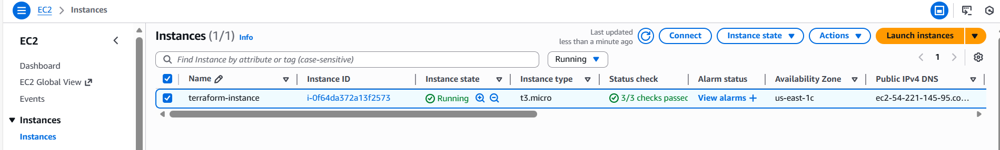 EC2 > Instances
EC2
Dashboard
EC2 Global View
Events
Instances
Instances
Instances (1/1) Info
Last updated
less than a minute ago
Connect
Instance state
Actions
Launch instances
Find Instance by attribute or tag (case-sensitive)
Running
1
Name Instance ID Instance state Instance type Status check Alarm status Availability Zone Public IPv4 DNS
terraform-instance i-0f64da372a13f2573 Running t3.micro 3/3 checks passed View alarms + us-east-1c ec2-54-221-145-95.co...